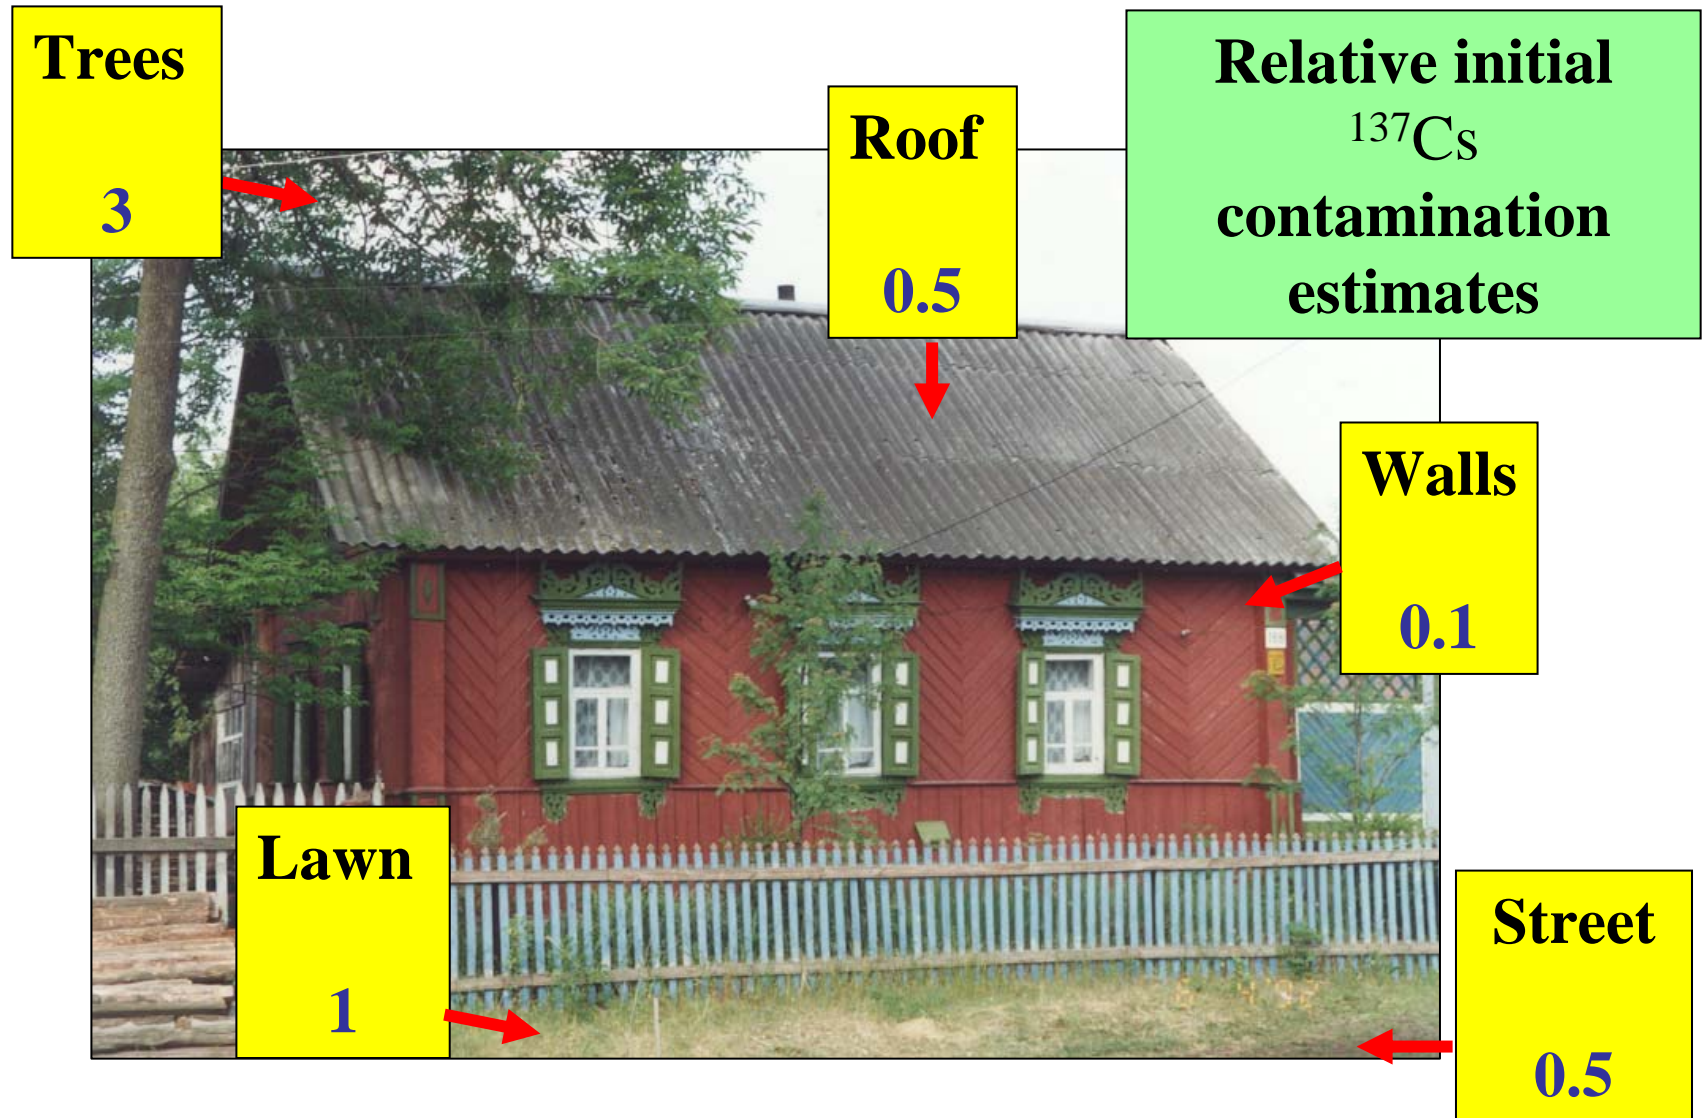 Trees
3
Roof
0.5
Relative initial
¹³⁷Cs
contamination
estimates
Walls
0.1
Lawn
1
Street
0.5